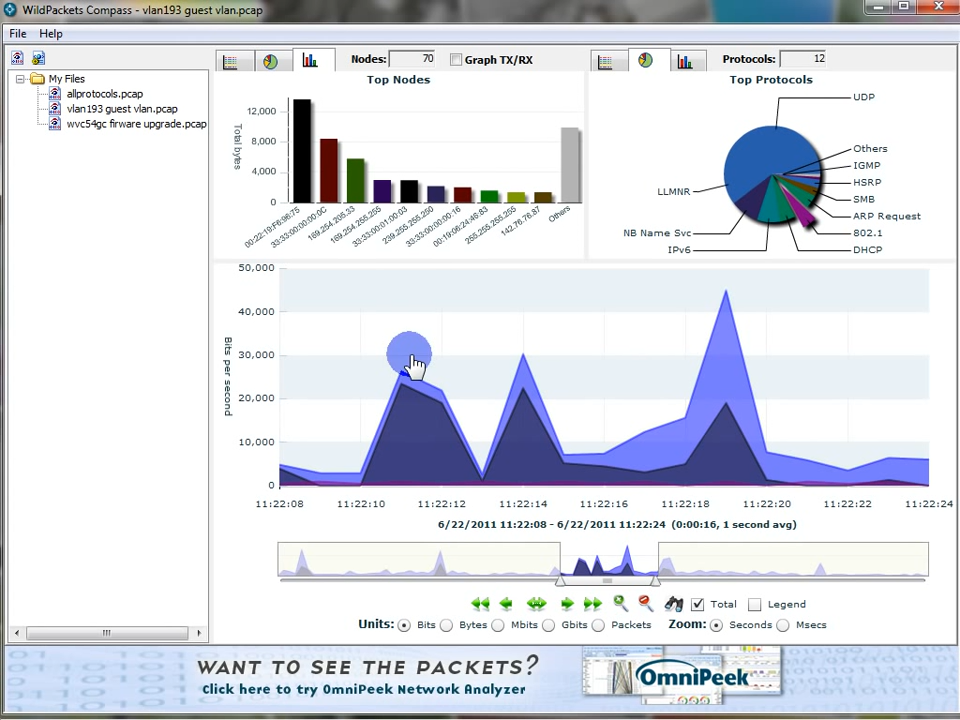 WildPackets Compass - vlan193 guest vlan.pcap
File Help
My Files
allprotocols.pcap
vlan193 guest vlan.pcap
wvc54gc firware upgrade.pcap
Nodes: 70 Graph TX/RX
Protocols: 12
Top Nodes
12,000
8,000
4,000
0
Total bytes
00:22:19:F6:96:75
33:33:00:00:00:0C
169.254.205.33
169.254.255.255
33:33:00:01:00:03
239.255.255.250
33:33:00:00:00:16
00:19:06:24:48:83
255.255.255.255
142.76.76.87
Others
Top Protocols
UDP
Others
IGMP
HSRP
SMB
ARP Request
802.1
DHCP
LLMNR
NB Name Svc
IPv6
50,000
40,000
30,000
20,000
10,000
0
Bits per second
11:22:08 11:22:10 11:22:12 11:22:14 11:22:16 11:22:18 11:22:20 11:22:22 11:22:24
6/22/2011 11:22:08 - 6/22/2011 11:22:24 (0:00:16, 1 second avg)
Total Legend
Units: Bits Bytes Mbits Gbits Packets Zoom: Seconds Msecs
WANT TO SEE THE PACKETS?
Click here to try OmniPeek Network Analyzer
OmniPeek